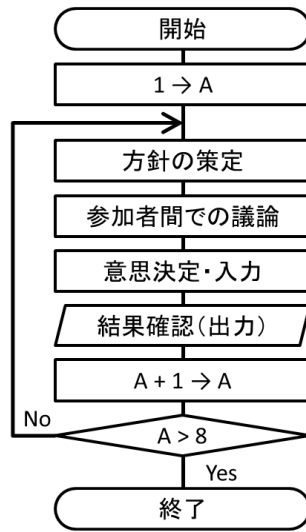 開始
1 → A
方針の策定
参加者間での議論
意思決定・入力
結果確認(出力)
A + 1 → A
No
A > 8
Yes
終了